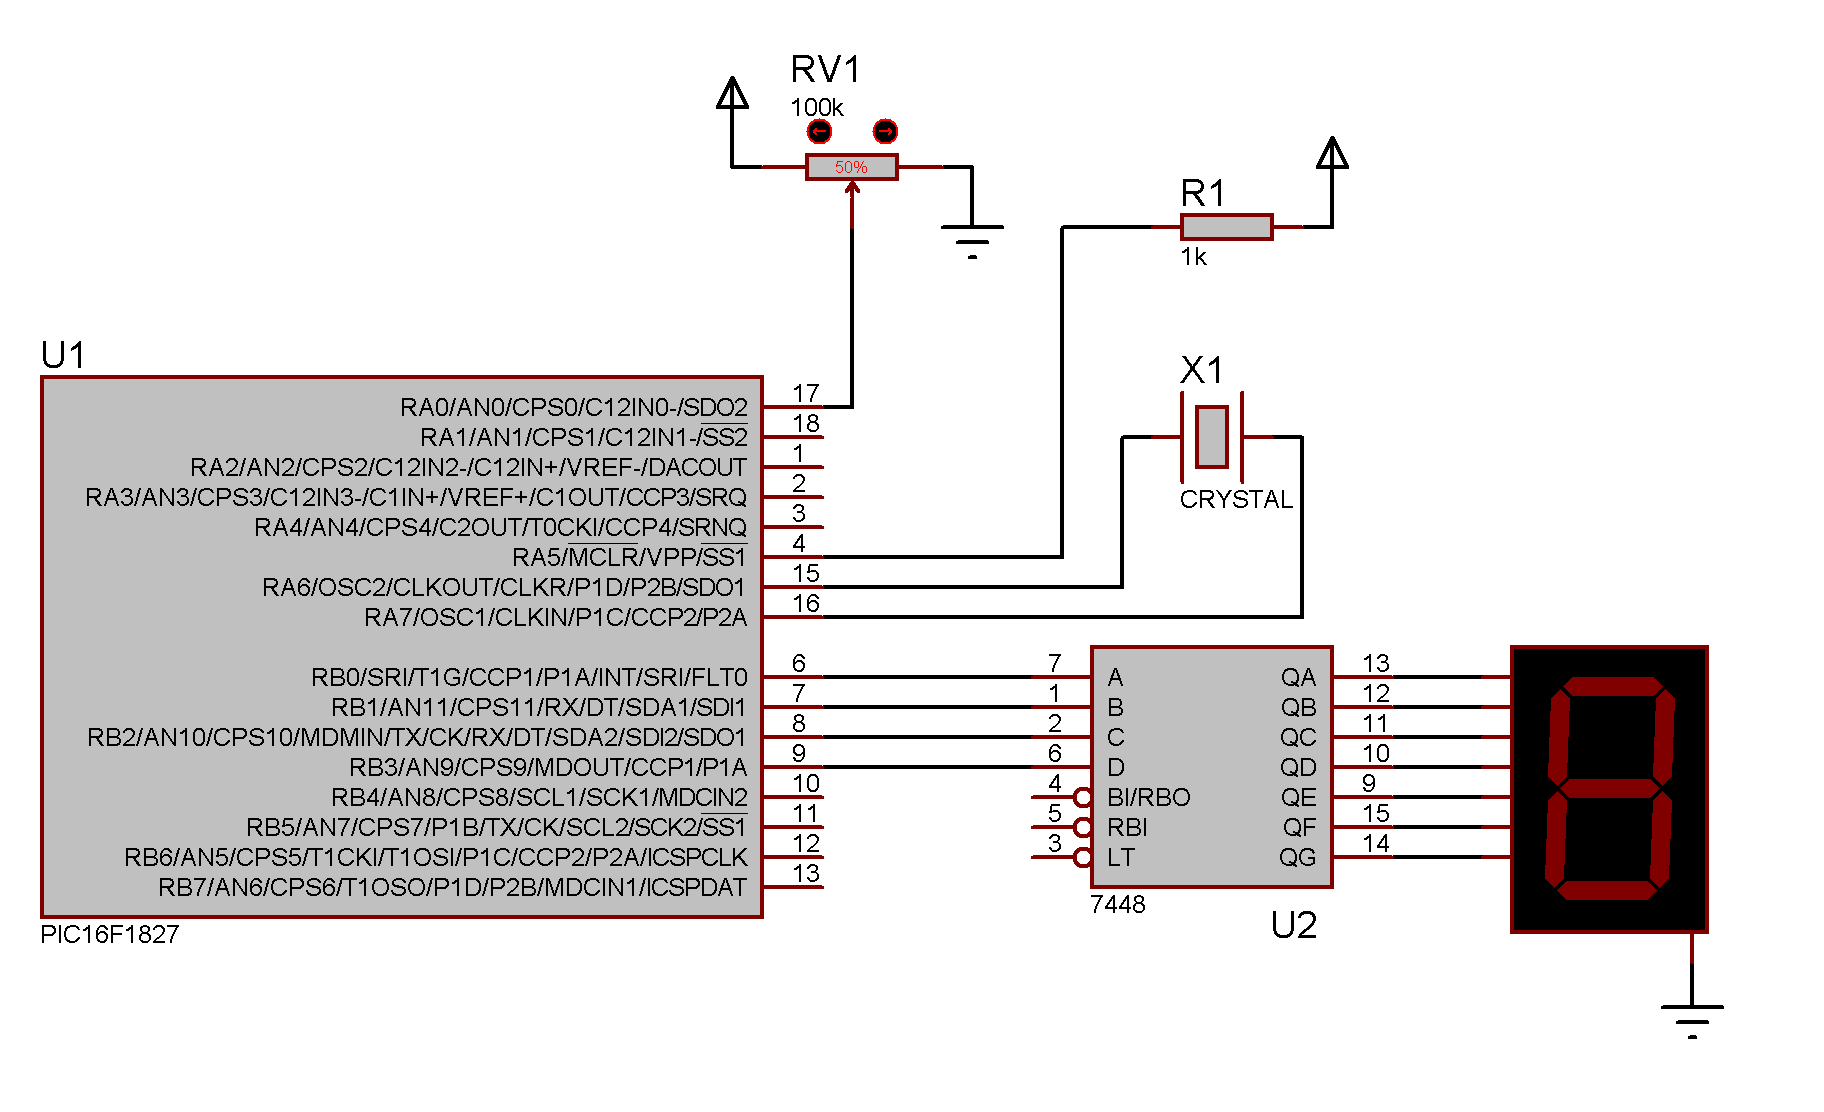 RV1
100k
50%
R1
1k
U1
X1
CRYSTAL
RA0/AN0/CPS0/C12IN0-/SDO2 17
RA1/AN1/CPS1/C12IN1-/SS2 18
RA2/AN2/CPS2/C12IN2-/C12IN+/VREF-/DACOUT 1
RA3/AN3/CPS3/C12IN3-/C1IN+/VREF+/C1OUT/CCP3/SRQ 2
RA4/AN4/CPS4/C2OUT/T0CKI/CCP4/SRNQ 3
RA5/MCLR/VPP/SS1 4
RA6/OSC2/CLKOUT/CLKR/P1D/P2B/SDO1 15
RA7/OSC1/CLKIN/P1C/CCP2/P2A 16
RB0/SRI/T1G/CCP1/P1A/INT/SRI/FLT0 6
RB1/AN11/CPS11/RX/DT/SDA1/SDI1 7
RB2/AN10/CPS10/MDMIN/TX/CK/RX/DT/SDA2/SDI2/SDO1 8
RB3/AN9/CPS9/MDOUT/CCP1/P1A 9
RB4/AN8/CPS8/SCL1/SCK1/MDCIN2 10
RB5/AN7/CPS7/P1B/TX/CK/SCL2/SCK2/SS1 11
RB6/AN5/CPS5/T1CKI/T1OSI/P1C/CCP2/P2A/ICSPCLK 12
RB7/AN6/CPS6/T1OSO/P1D/P2B/MDCIN1/ICSPDAT 13
PIC16F1827
7 A QA 13
1 B QB 12
2 C QC 11
6 D QD 10
4 BI/RBO QE 9
5 RBI QF 15
3 LT QG 14
7448
U2